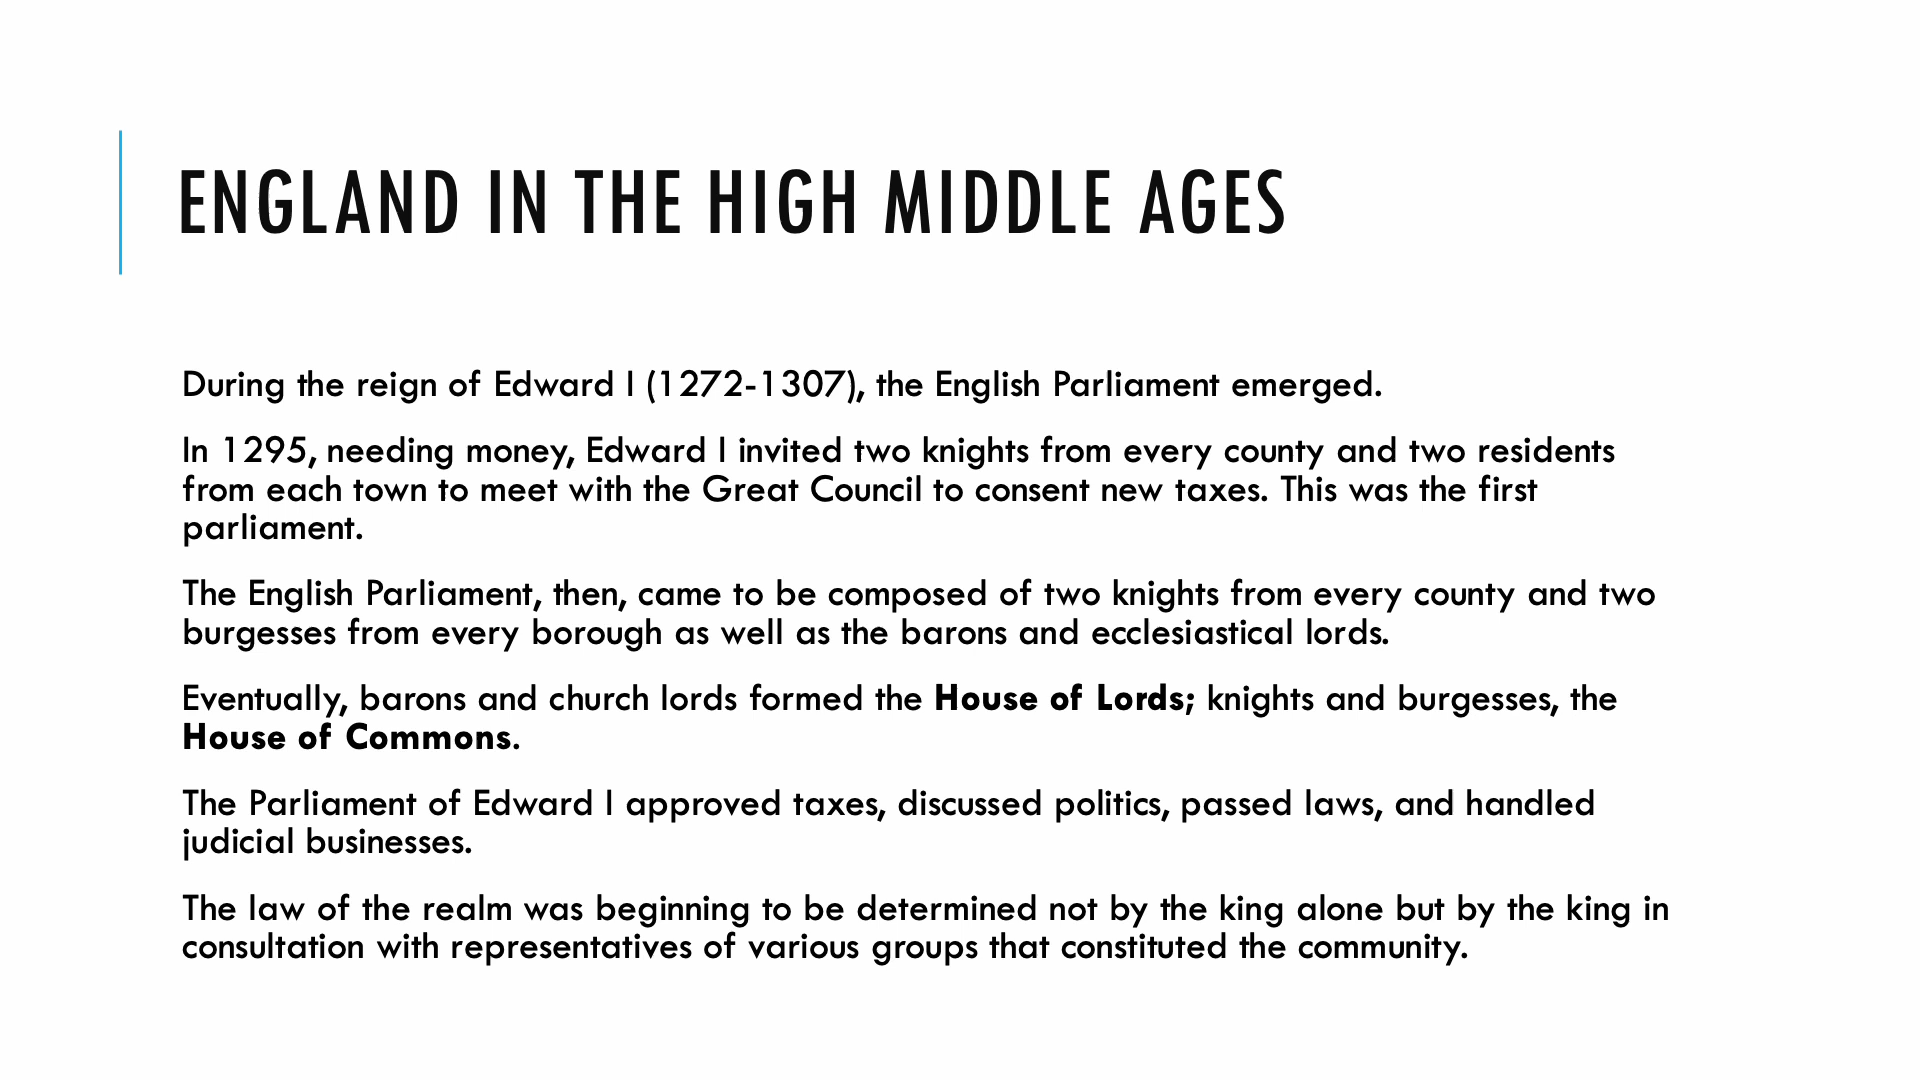 ENGLAND IN THE HIGH MIDDLE AGES
During the reign of Edward I (1272-1307), the English Parliament emerged.
In 1295, needing money, Edward I invited two knights from every county and two residents
from each town to meet with the Great Council to consent new taxes. This was the first
parliament.
The English Parliament, then, came to be composed of two knights from every county and two
burgesses from every borough as well as the barons and ecclesiastical lords.
Eventually, barons and church lords formed the House of Lords; knights and burgesses, the
House of Commons.
The Parliament of Edward I approved taxes, discussed politics, passed laws, and handled
judicial businesses.
The law of the realm was beginning to be determined not by the king alone but by the king in
consultation with representatives of various groups that constituted the community.